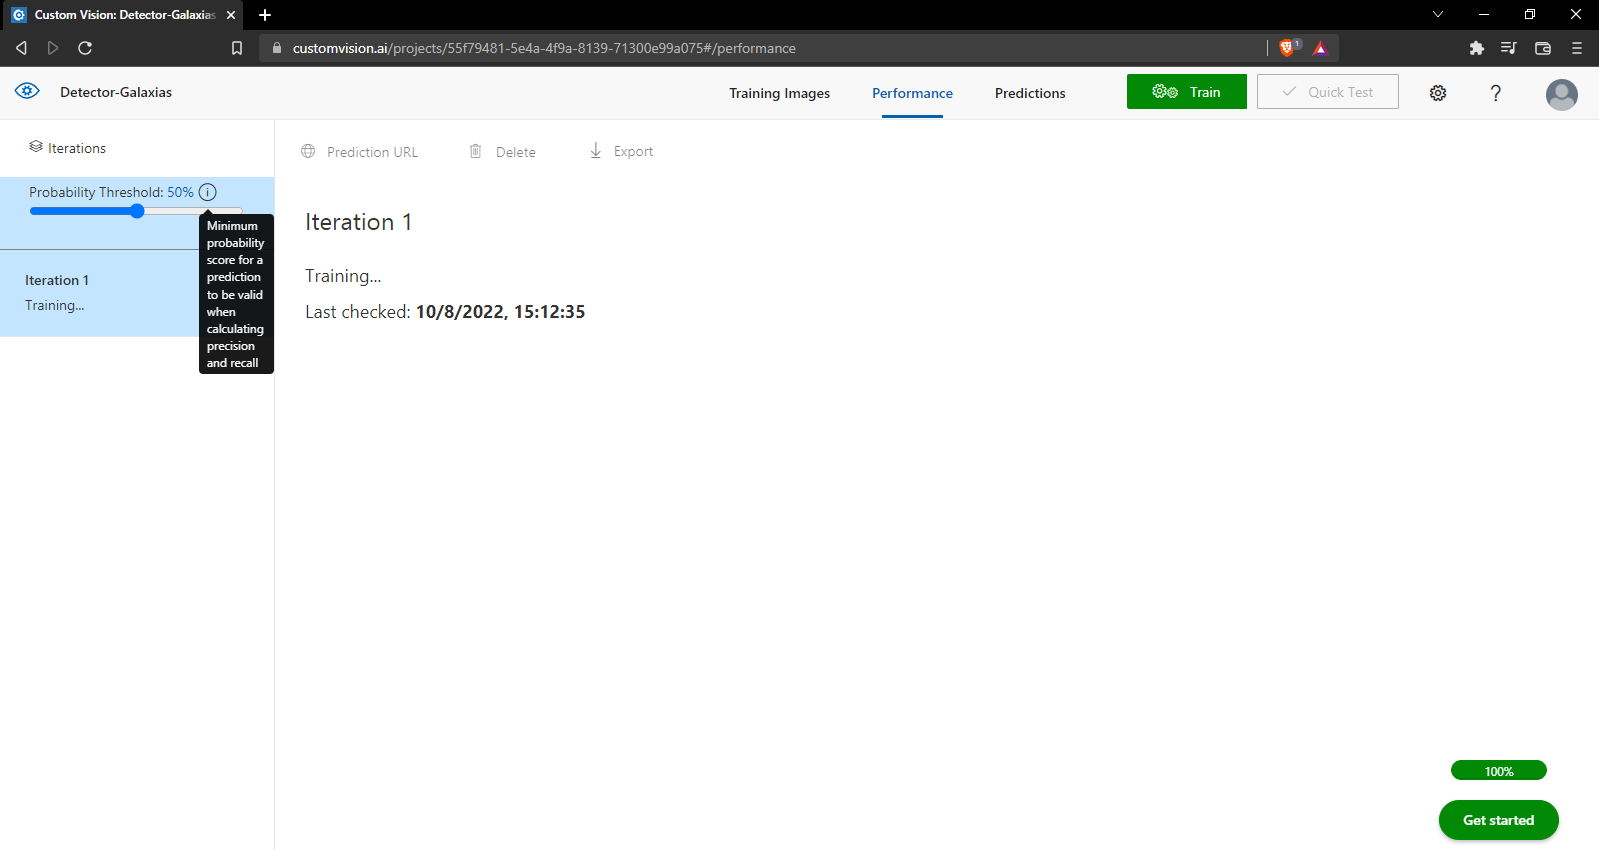 Custom Vision: Detector-Galaxias
customvision.ai/projects/55f79481-5e4a-4f9a-8139-71300e99a075#/performance
1
Detector-Galaxias
Training Images
Performance
Predictions
Train
Quick Test
?
Iterations
Prediction URL
Delete
Export
Probability Threshold: 50% i
Minimum
probability
score for a
prediction
to be valid
when
calculating
precision
and recall
Iteration 1
Training...
Iteration 1
Training...
Last checked: 10/8/2022, 15:12:35
100%
Get started